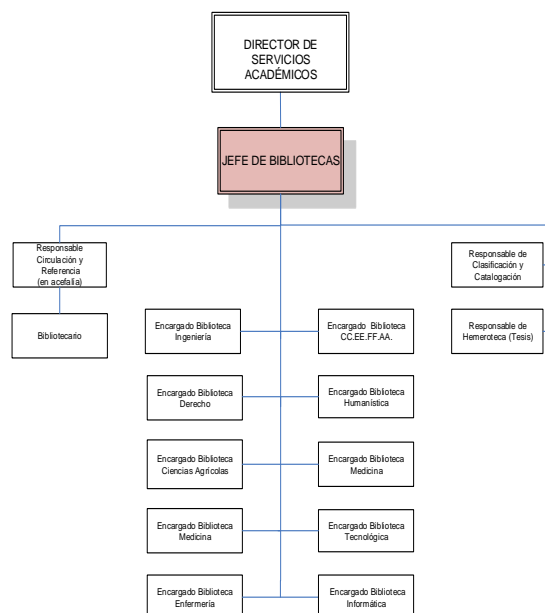 DIRECTOR DE
SERVICIOS
ACADÉMICOS
JEFE DE BIBLIOTECAS
Responsable
Circulación y
Referencia
(en acefalía)
Responsable de
Clasificación y
Catalogación
Bibliotecario
Encargado Biblioteca
Ingeniería
Encargado Biblioteca
CC.EE.FF.AA.
Responsable de
Hemeroteca (Tesis)
Encargado Biblioteca
Derecho
Encargado Biblioteca
Humanística
Encargado Biblioteca
Ciencias Agrícolas
Encargado Biblioteca
Medicina
Encargado Biblioteca
Medicina
Encargado Biblioteca
Tecnológica
Encargado Biblioteca
Enfermería
Encargado Biblioteca
Informática